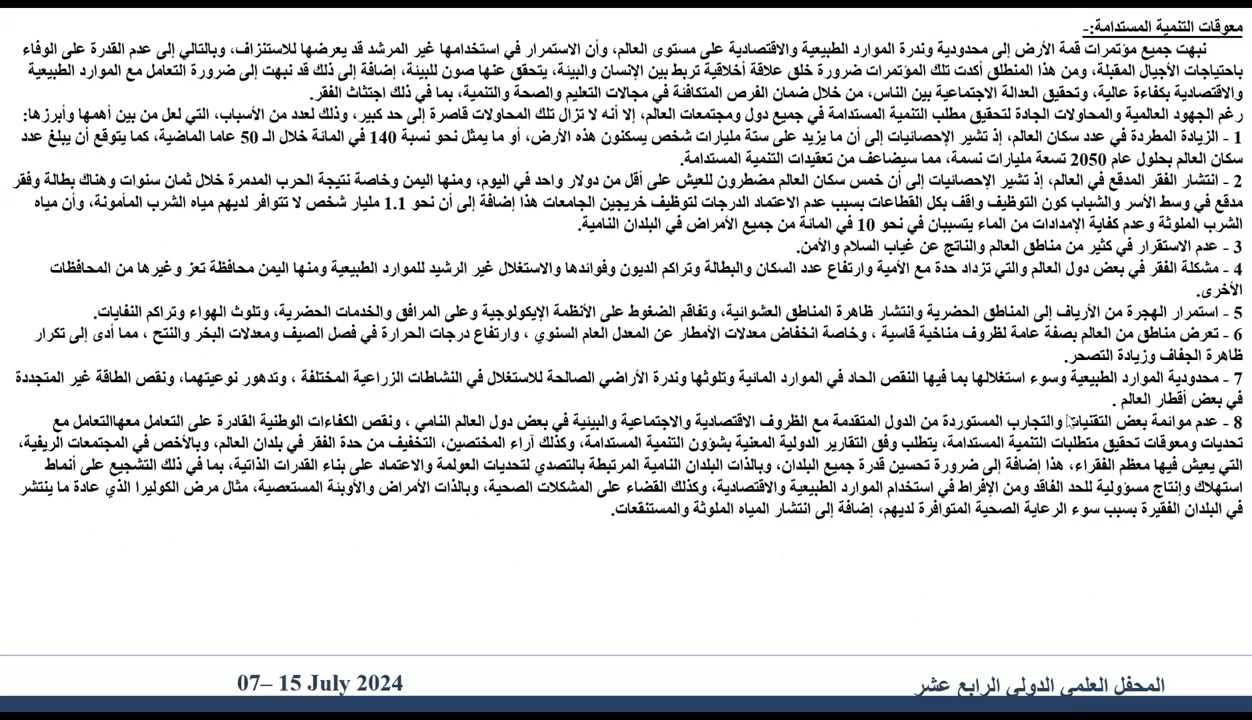 معوقات التنمية المستدامة:-
نبهت جميع مؤتمرات قمة الأرض إلى محدودية وندرة الموارد الطبيعية والاقتصادية على مستوى العالم، وأن الاستمرار في استخدامها غير المرشد قد يعرضها للاستنزاف، وبالتالي إلى عدم القدرة على الوفاء
باحتياجات الأجيال المقبلة، ومن هذا المنطلق أكدت تلك المؤتمرات ضرورة خلق علاقة أخلاقية تربط بين الإنسان والبيئة، يتحقق عنها صون للبيئة، إضافة إلى ذلك قد نبهت إلى ضرورة التعامل مع الموارد الطبيعية
والاقتصادية بكفاءة عالية، وتحقيق العدالة الاجتماعية بين الناس، من خلال ضمان الفرص المتكافئة في مجالات التعليم والصحة والتنمية، بما في ذلك اجتثاث الفقر.
رغم الجهود العالمية والمحاولات الجادة لتحقيق مطلب التنمية المستدامة في جميع دول ومجتمعات العالم، إلا أنه لا تزال تلك المحاولات قاصرة إلى حد كبير، وذلك لعدد من الأسباب، التي لعل من بين أهمها وأبرزها:
1 - الزيادة المطردة في عدد سكان العالم، إذ تشير الإحصائيات إلى أن ما يزيد على ستة مليارات شخص يسكنون هذه الأرض، أو ما يمثل نحو نسبة 140 في المائة خلال الـ 50 عاما الماضية، كما يتوقع أن يبلغ عدد
سكان العالم بحلول عام 2050 تسعة مليارات نسمة، مما سيضاعف من تعقيدات التنمية المستدامة.
2 - انتشار الفقر المدقع في العالم، إذ تشير الإحصائيات إلى أن خمس سكان العالم مضطرون للعيش على أقل من دولار واحد في اليوم، ومنها اليمن وخاصة نتيجة الحرب المدمرة خلال ثمان سنوات وهناك بطالة وفقر
مدقع في وسط الأسر والشباب كون التوظيف واقف بكل القطاعات بسبب عدم الاعتماد الدرجات لتوظيف خريجين الجامعات هذا إضافة إلى أن نحو 1.1 مليار شخص لا تتوافر لديهم مياه الشرب المأمونة، وأن مياه
الشرب الملوثة وعدم كفاية الإمدادات من الماء يتسببان في نحو 10 في المائة من جميع الأمراض في البلدان النامية.
3 - عدم الاستقرار في كثير من مناطق العالم والناتج عن غياب السلام والأمن.
4 - مشكلة الفقر في بعض دول العالم والتي تزداد حدة مع الأمية وارتفاع عدد السكان والبطالة وتراكم الديون وفوائدها والاستغلال غير الرشيد للموارد الطبيعية ومنها اليمن محافظة تعز وغيرها من المحافظات
الأخرى.
5 - استمرار الهجرة من الأرياف إلى المناطق الحضرية وانتشار ظاهرة المناطق العشوائية، وتفاقم الضغوط على الأنظمة الإيكولوجية وعلى المرافق والخدمات الحضرية، وتلوث الهواء وتراكم النفايات.
6 - تعرض مناطق من العالم بصفة عامة لظروف مناخية قاسية ، وخاصة انخفاض معدلات الأمطار عن المعدل العام السنوي ، وارتفاع درجات الحرارة في فصل الصيف ومعدلات البخر والنتح ، مما أدى إلى تكرار
ظاهرة الجفاف وزيادة التصحر.
7 - محدودية الموارد الطبيعية وسوء استغلالها بما فيها النقص الحاد في الموارد المائية وتلوثها وندرة الأراضي الصالحة للاستغلال في النشاطات الزراعية المختلفة ، وتدهور نوعيتهما، ونقص الطاقة غير المتجددة
في بعض أقطار العالم .
8 - عدم موائمة بعض التقنيات والتجارب المستوردة من الدول المتقدمة مع الظروف الاقتصادية والاجتماعية والبيئية في بعض دول العالم النامي ، ونقص الكفاءات الوطنية القادرة على التعامل معهاالتعامل مع
تحديات ومعوقات تحقيق متطلبات التنمية المستدامة، يتطلب وفق التقارير الدولية المعنية بشؤون التنمية المستدامة، وكذلك آراء المختصين، التخفيف من حدة الفقر في بلدان العالم، وبالأخص في المجتمعات الريفية،
التي يعيش فيها معظم الفقراء، هذا إضافة إلى ضرورة تحسين قدرة جميع البلدان، وبالذات البلدان النامية المرتبطة بالتصدي لتحديات العولمة والاعتماد على بناء القدرات الذاتية، بما في ذلك التشجيع على أنماط
استهلاك وإنتاج مسؤولية للحد الفاقد ومن الإفراط في استخدام الموارد الطبيعية والاقتصادية، وكذلك القضاء على المشكلات الصحية، وبالذات الأمراض والأوبئة المستعصية، مثال مرض الكوليرا الذي عادة ما ينتشر
في البلدان الفقيرة بسبب سوء الرعاية الصحية المتوافرة لديهم، إضافة إلى انتشار المياه الملوثة والمستنقعات.
المحفل العلمي الدولي الرابع عشر
07– 15 July 2024